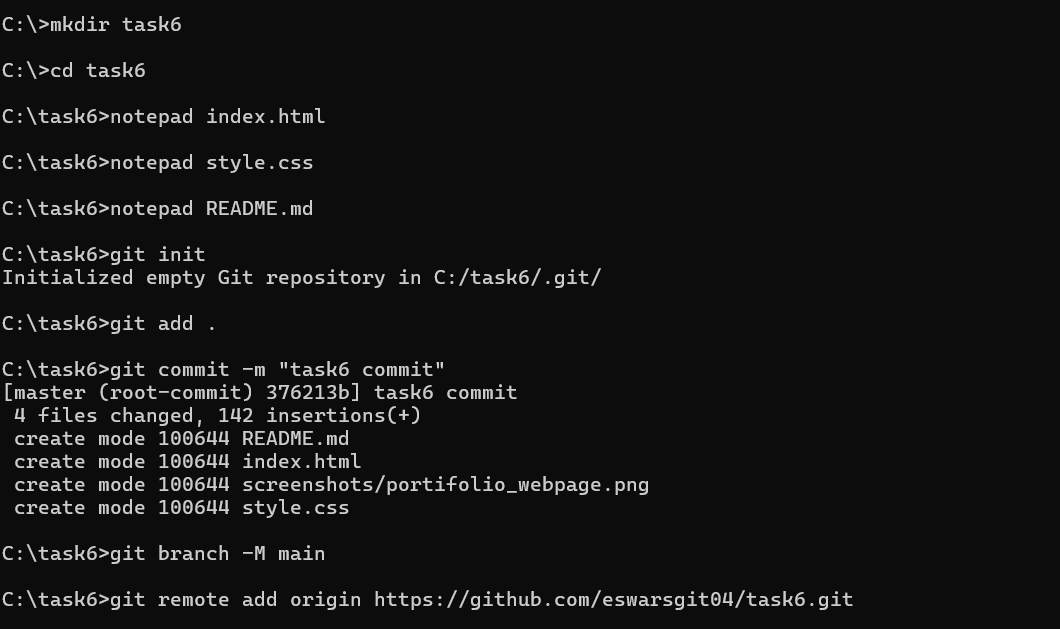 C:\>mkdir task6
C:\>cd task6
C:\task6>notepad index.html
C:\task6>notepad style.css
C:\task6>notepad README.md
C:\task6>git init
Initialized empty Git repository in C:/task6/.git/
C:\task6>git add .
C:\task6>git commit -m "task6 commit"
[master (root-commit) 376213b] task6 commit
 4 files changed, 142 insertions(+)
 create mode 100644 README.md
 create mode 100644 index.html
 create mode 100644 screenshots/portifolio_webpage.png
 create mode 100644 style.css
C:\task6>git branch -M main
C:\task6>git remote add origin https://github.com/eswarsgit04/task6.git